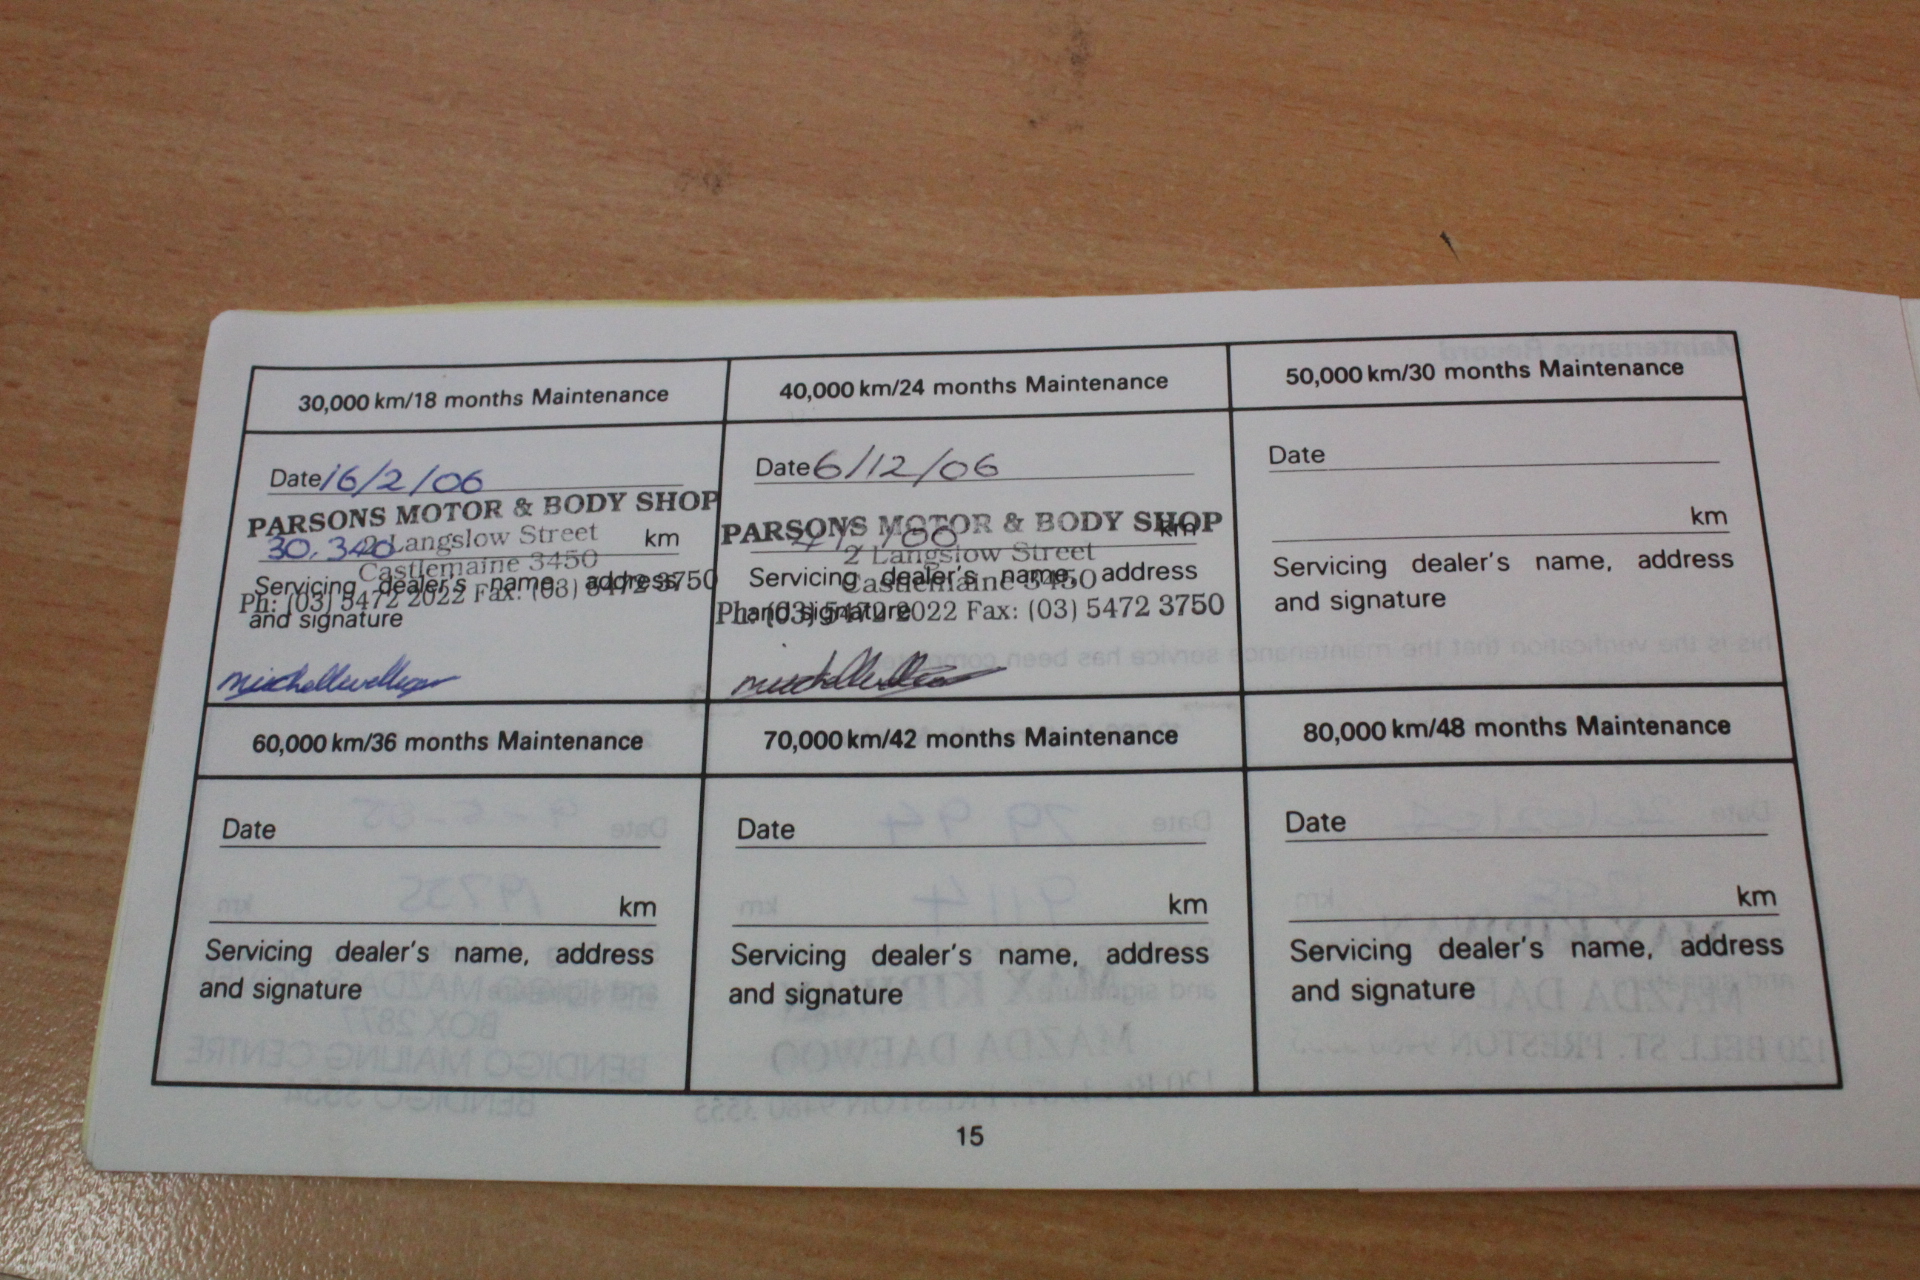 30,000 km/18 months Maintenance
Date 16/2/06
PARSONS MOTOR & BODY SHOP
30,340 km
2 Langslow Street
Castlemaine 3450
Servicing dealer's name, address
Ph: (03) 5472 2022 Fax: (03) 5472 3750
and signature
40,000 km/24 months Maintenance
Date 6/12/06
PARSONS MOTOR & BODY SHOP
km
2 Langslow Street
Servicing dealer's name, address
Castlemaine 3450
and signature
Ph: (03) 5472 2022 Fax: (03) 5472 3750
50,000 km/30 months Maintenance
Date
km
Servicing dealer's name, address
and signature
60,000 km/36 months Maintenance
Date
km
Servicing dealer's name, address
and signature
70,000 km/42 months Maintenance
Date
km
Servicing dealer's name, address
and signature
80,000 km/48 months Maintenance
Date
km
Servicing dealer's name, address
and signature
15